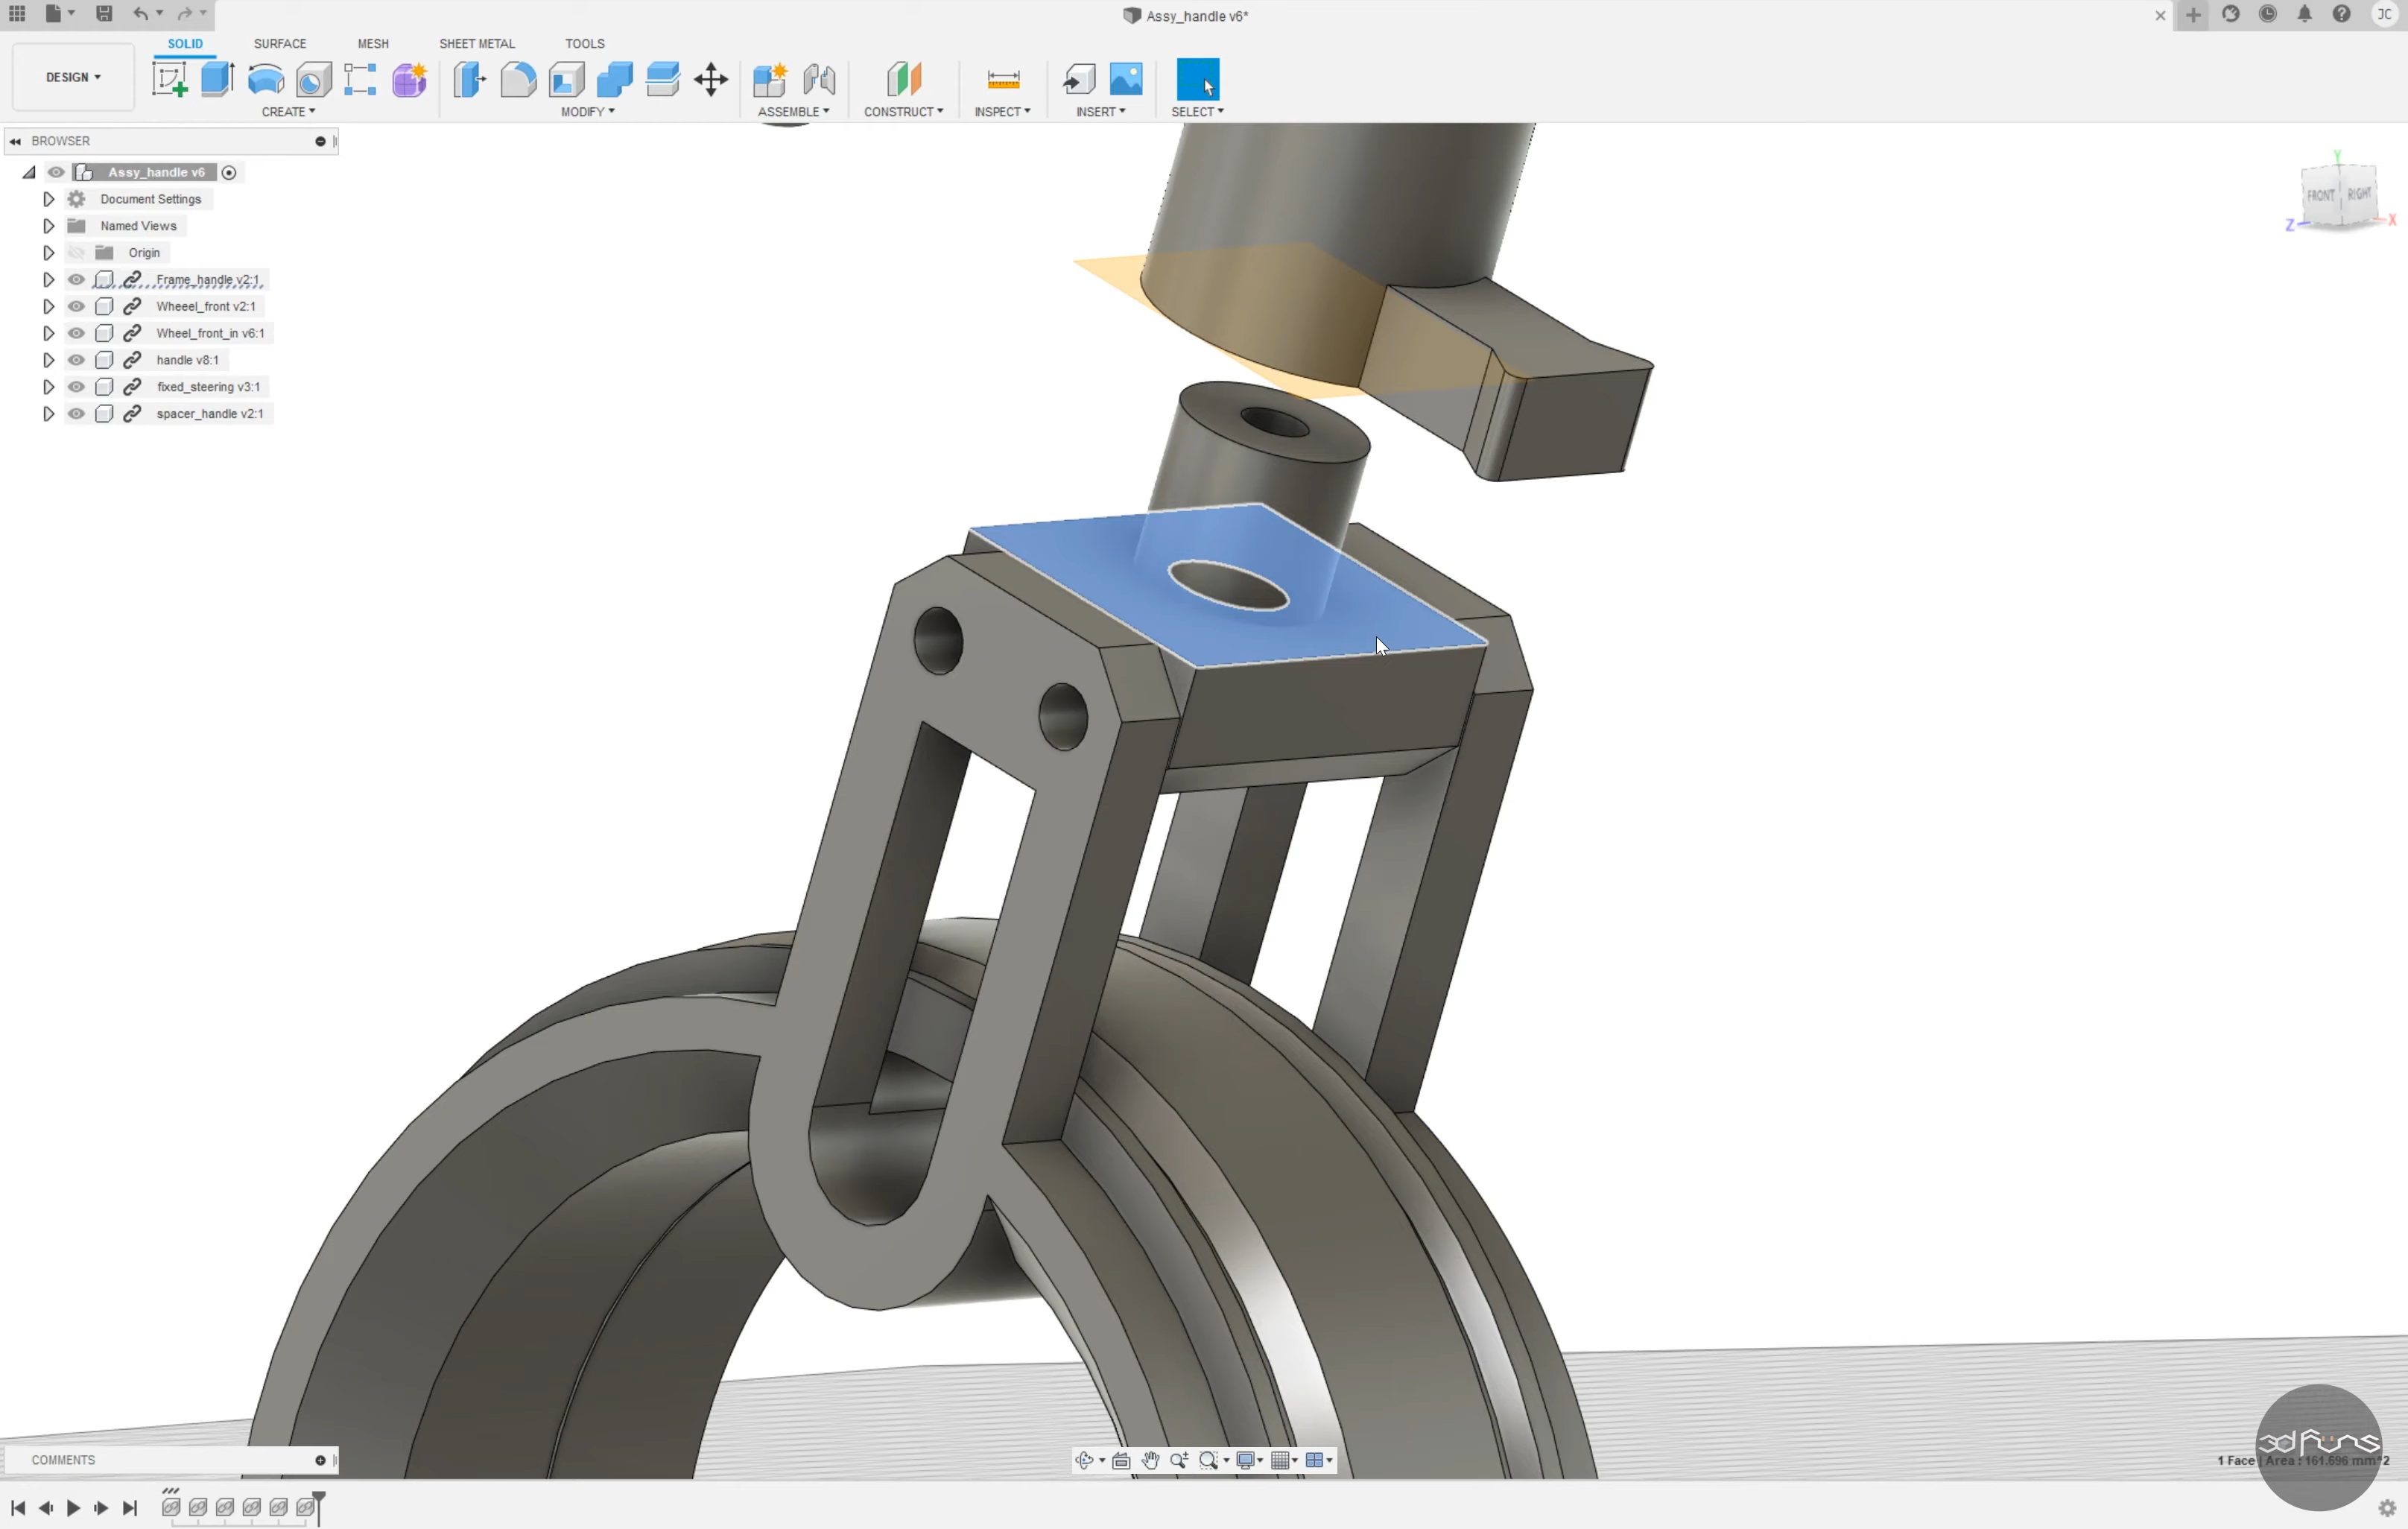 Assy_handle v6*
JC
DESIGN
SOLID
SURFACE
MESH
SHEET METAL
TOOLS
CREATE
MODIFY
ASSEMBLE
CONSTRUCT
INSPECT
INSERT
SELECT
BROWSER
Assy_handle v6
Document Settings
Named Views
Origin
Frame_handle v2:1
Wheeel_front v2:1
Wheel_front_in v6:1
handle v8:1
fixed_steering v3:1
spacer_handle v2:1
Y
FRONT
RIGHT
Z
X
COMMENTS
3dfuns
1 Face | Area : 161.696 mm^2